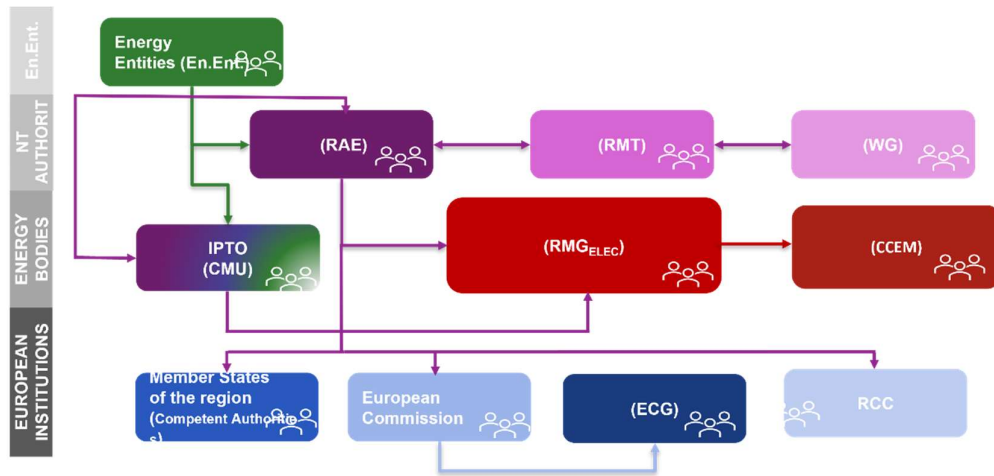 En.Ent.
Energy
Entities (En.Ent.)
NT
AUTHORIT
(RAE)
(RMT)
(WG)
ENERGY
BODIES
IPTO
(CMU)
(RMGELEC)
(CCEM)
EUROPEAN
INSTITUTIONS
Member States
of the region
(Competent Authoritie
s)
European
Commission
(ECG)
RCC